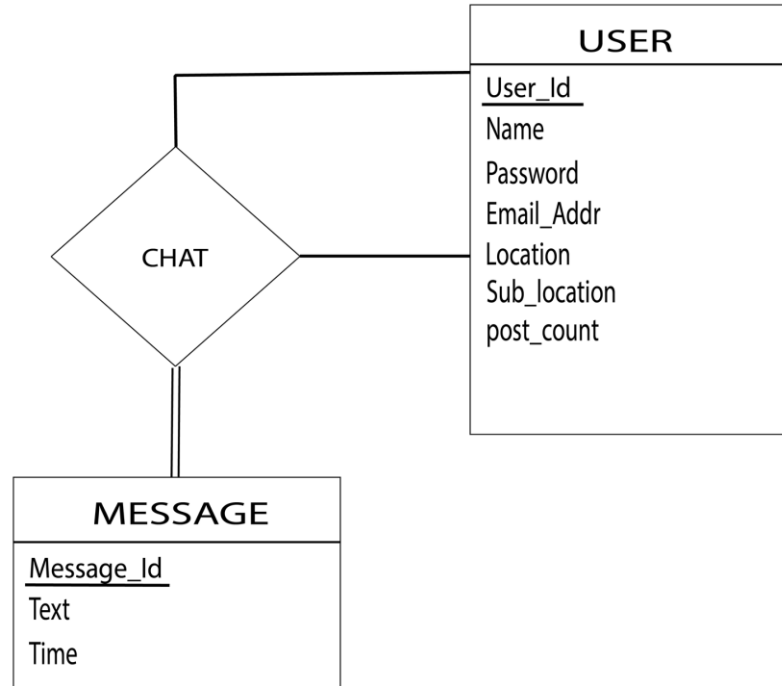 USER
User_Id
Name
Password
Email_Addr
Location
Sub_location
post_count
CHAT
MESSAGE
Message_Id
Text
Time